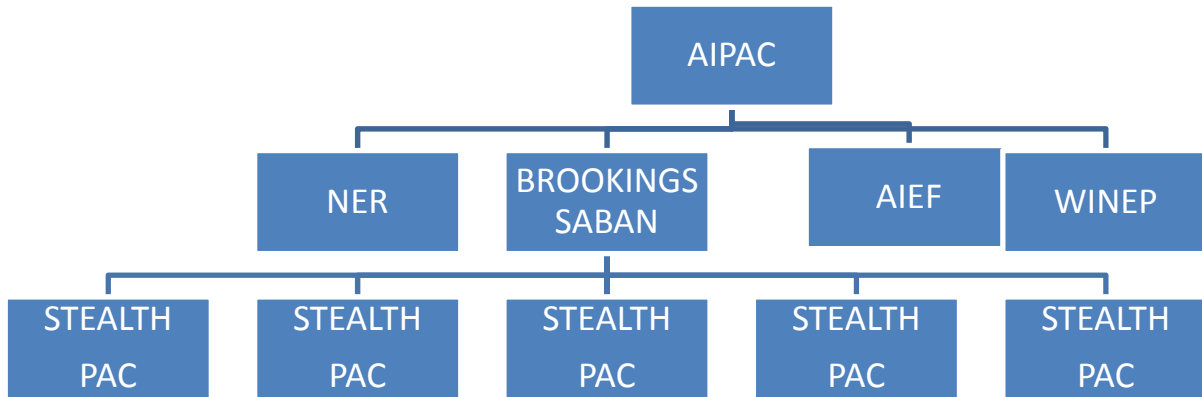 AIPAC
NER
BROOKINGS
SABAN
AIEF
WINEP
STEALTH
PAC
STEALTH
PAC
STEALTH
PAC
STEALTH
PAC
STEALTH
PAC